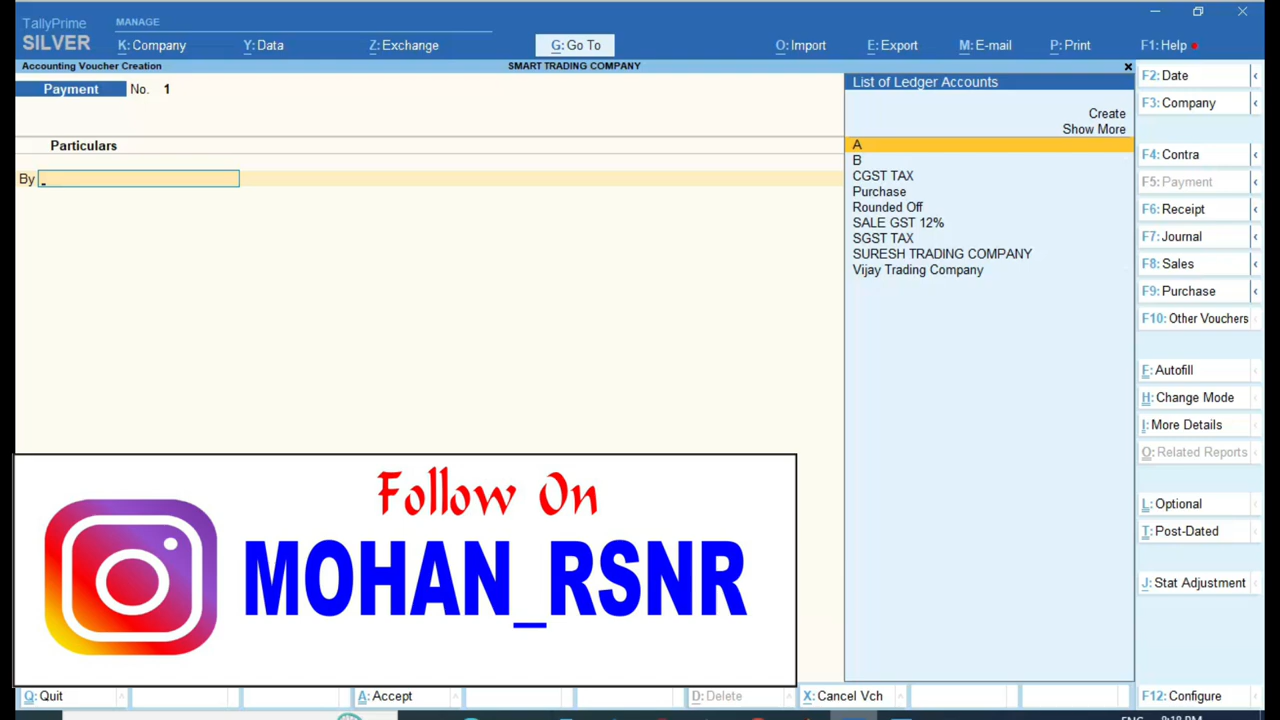 TallyPrime
SILVER
MANAGE
K: Company
Y: Data
Z: Exchange
G: Go To
O: Import
E: Export
M: E-mail
P: Print
F1: Help
Accounting Voucher Creation
SMART TRADING COMPANY
Payment No. 1
Particulars
By
List of Ledger Accounts
Create
Show More
A
B
CGST TAX
Purchase
Rounded Off
SALE GST 12%
SGST TAX
SURESH TRADING COMPANY
Vijay Trading Company
F2: Date
F3: Company
F4: Contra
F5: Payment
F6: Receipt
F7: Journal
F8: Sales
F9: Purchase
F10: Other Vouchers
F: Autofill
H: Change Mode
I: More Details
O: Related Reports
L: Optional
T: Post-Dated
J: Stat Adjustment
Follow On
MOHAN_RSNR
Q: Quit
A: Accept
D: Delete
X: Cancel Vch
F12: Configure